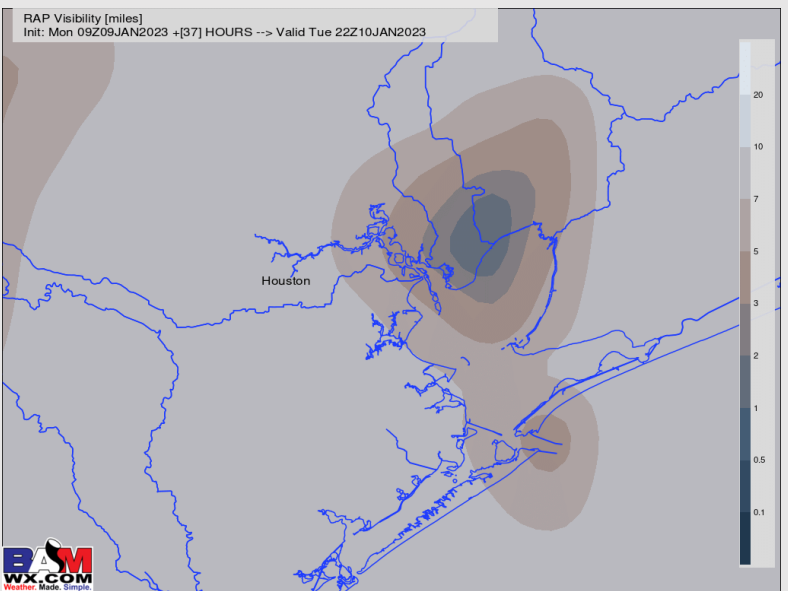 RAP Visibility [miles]
Init: Mon 09Z09JAN2023 +[37] HOURS --> Valid Tue 22Z10JAN2023
20
10
7
5
3
2
1
0.5
0.1
Houston
BAM
WX.COM
Weather. Made. Simple.